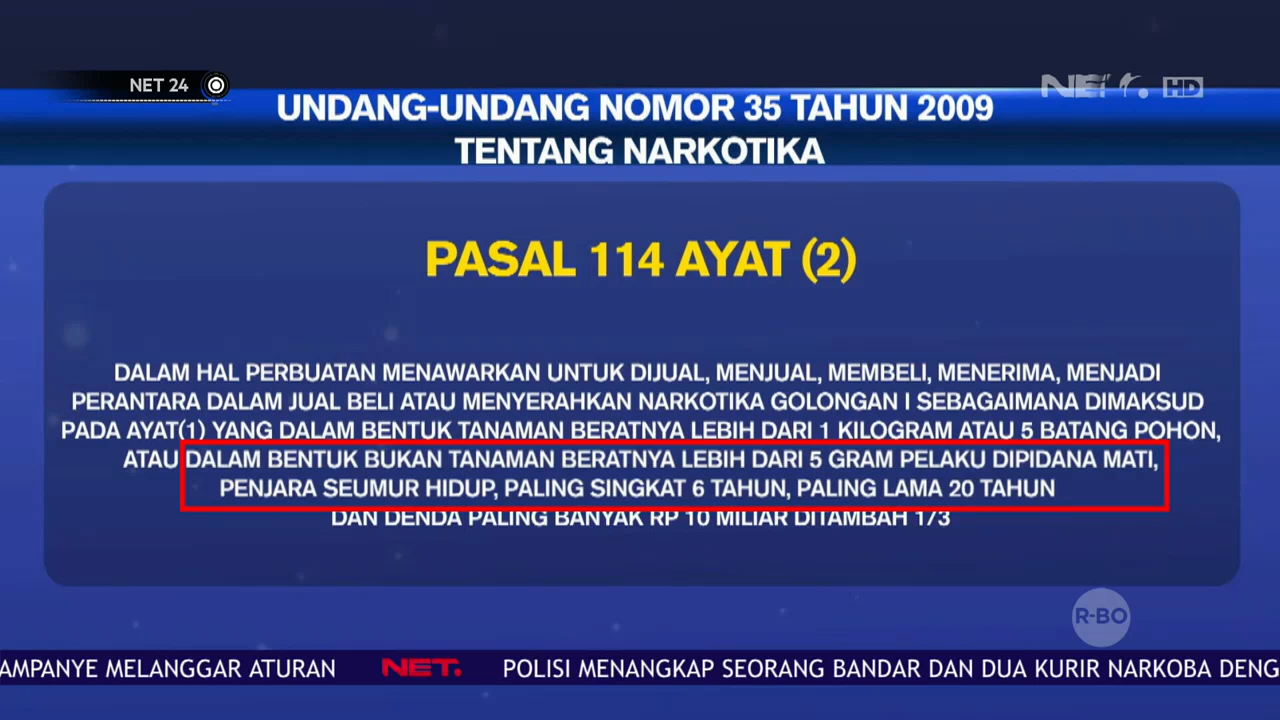 NET 24
NET.
HD
UNDANG-UNDANG NOMOR 35 TAHUN 2009
TENTANG NARKOTIKA
PASAL 114 AYAT (2)
DALAM HAL PERBUATAN MENAWARKAN UNTUK DIJUAL, MENJUAL, MEMBELI, MENERIMA, MENJADI
PERANTARA DALAM JUAL BELI ATAU MENYERAHKAN NARKOTIKA GOLONGAN I SEBAGAIMANA DIMAKSUD
PADA AYAT(1) YANG DALAM BENTUK TANAMAN BERATNYA LEBIH DARI 1 KILOGRAM ATAU 5 BATANG POHON,
ATAU DALAM BENTUK BUKAN TANAMAN BERATNYA LEBIH DARI 5 GRAM PELAKU DIPIDANA MATI,
PENJARA SEUMUR HIDUP, PALING SINGKAT 6 TAHUN, PALING LAMA 20 TAHUN
DAN DENDA PALING BANYAK RP 10 MILIAR DITAMBAH 1/3
R-BO
AMPANYE MELANGGAR ATURAN NET. POLISI MENANGKAP SEORANG BANDAR DAN DUA KURIR NARKOBA DENG